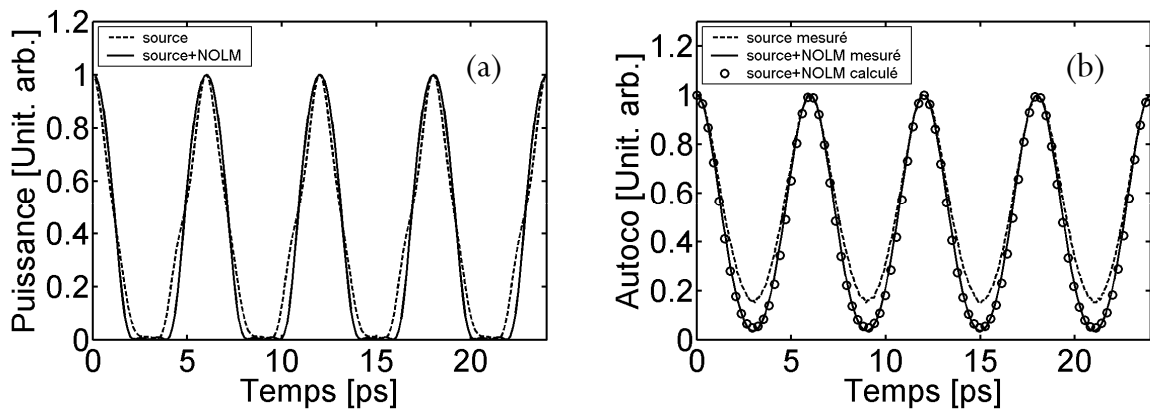 1.2
1
0.8
0.6
0.4
0.2
0
source
source+NOLM
(a)
Puissance [Unit. arb.]
0 5 10 15 20
Temps [ps]
1.2
1
0.8
0.6
0.4
0.2
0
source mesuré
source+NOLM mesuré
source+NOLM calculé
(b)
Autoco [Unit. arb.]
0 5 10 15 20
Temps [ps]